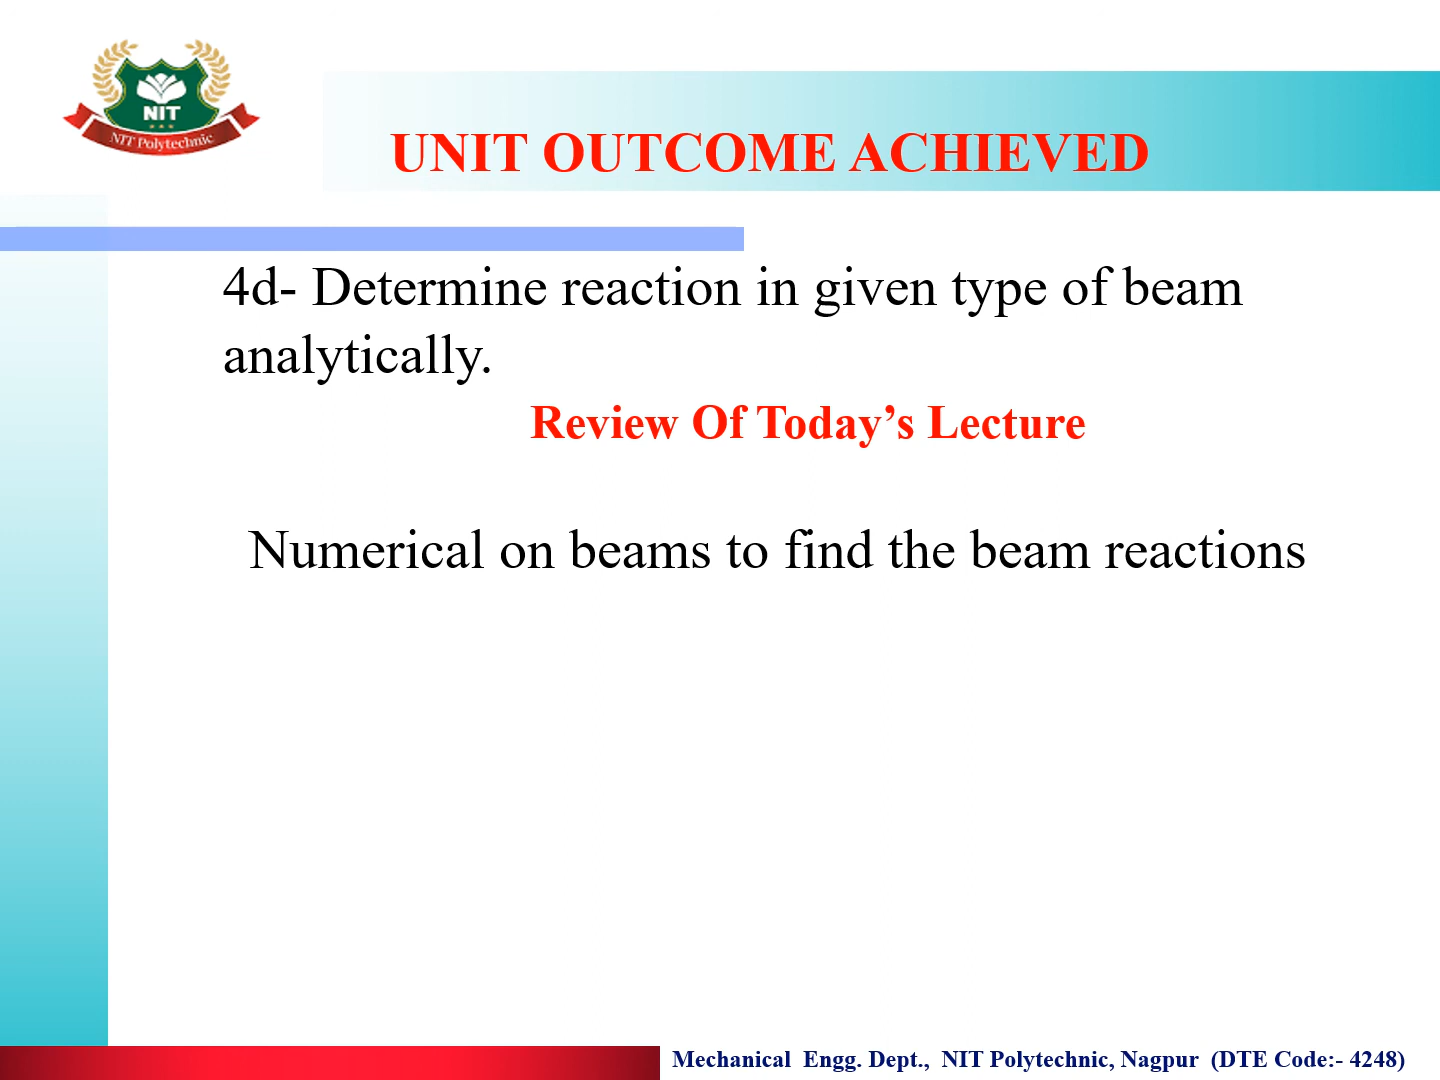 NIT
NIT Polytechnic
UNIT OUTCOME ACHIEVED
4d- Determine reaction in given type of beam
analytically.
Review Of Today’s Lecture
Numerical on beams to find the beam reactions
Mechanical Engg. Dept., NIT Polytechnic, Nagpur (DTE Code:- 4248)